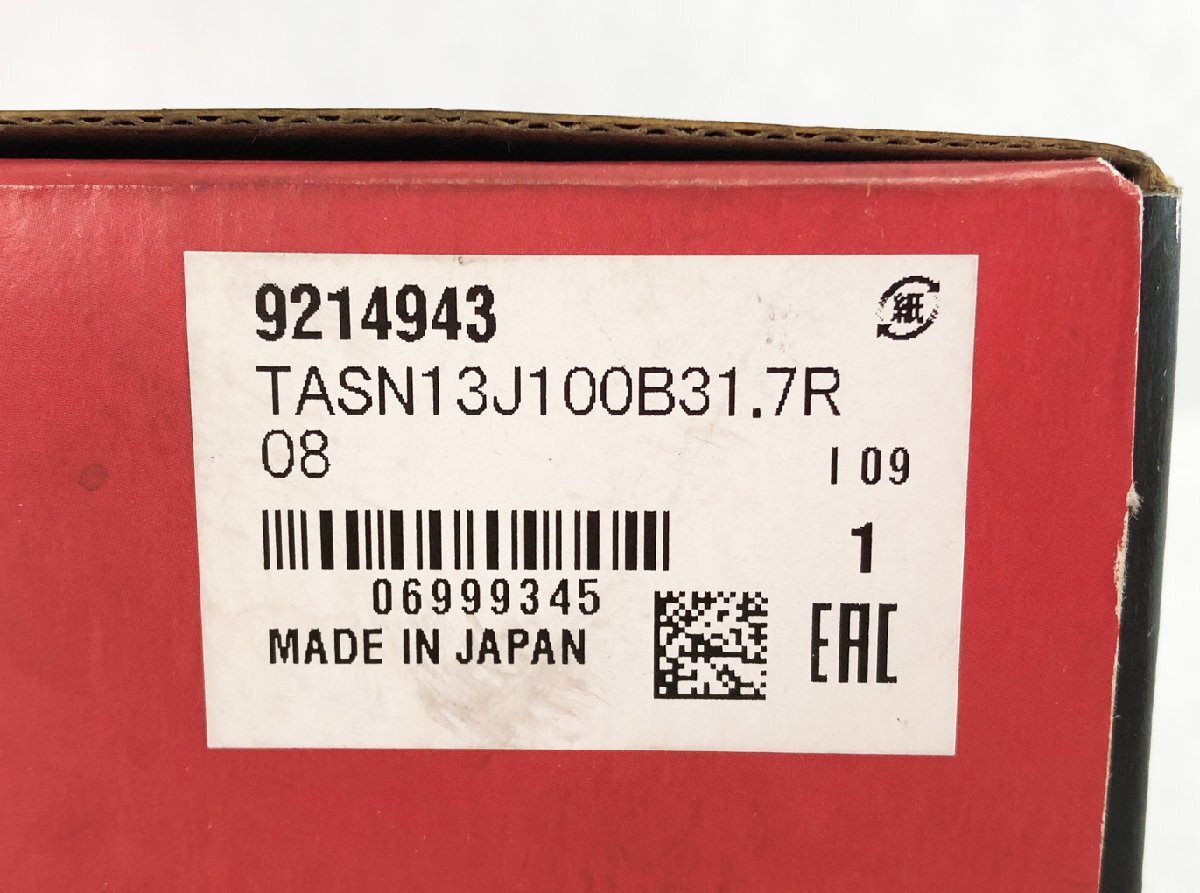 9214943
紙
TASN13J100B31.7R
08
I 09
1
06999345
MADE IN JAPAN
EAC